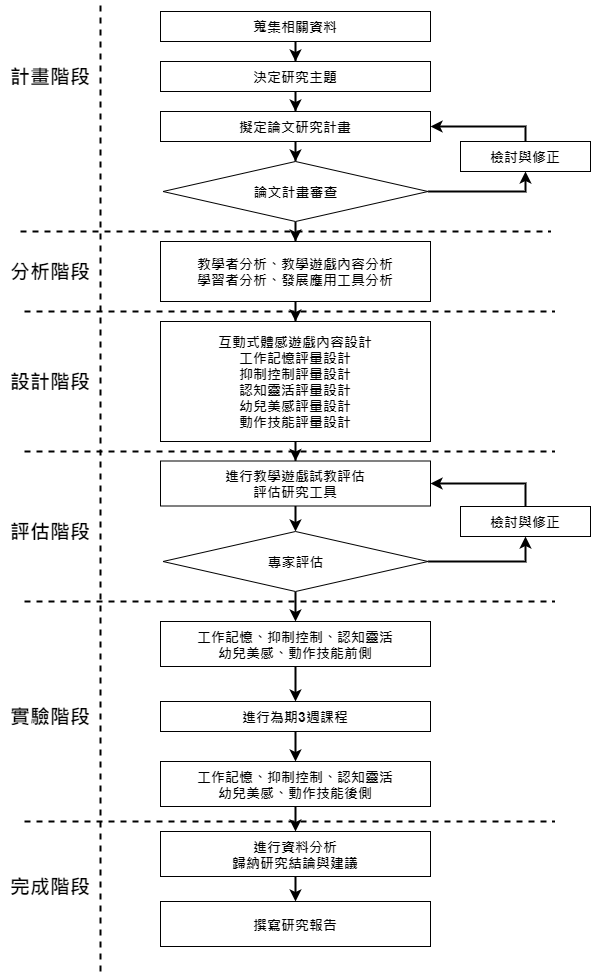 計畫階段
蒐集相關資料
決定研究主題
擬定論文研究計畫
檢討與修正
論文計畫審查
分析階段
教學者分析、教學遊戲內容分析
學習者分析、發展應用工具分析
設計階段
互動式體感遊戲內容設計
工作記憶評量設計
抑制控制評量設計
認知靈活評量設計
幼兒美感評量設計
動作技能評量設計
評估階段
進行教學遊戲試教評估
評估研究工具
檢討與修正
專家評估
實驗階段
工作記憶、抑制控制、認知靈活
幼兒美感、動作技能前側
進行為期3週課程
工作記憶、抑制控制、認知靈活
幼兒美感、動作技能後側
完成階段
進行資料分析
歸納研究結論與建議
撰寫研究報告